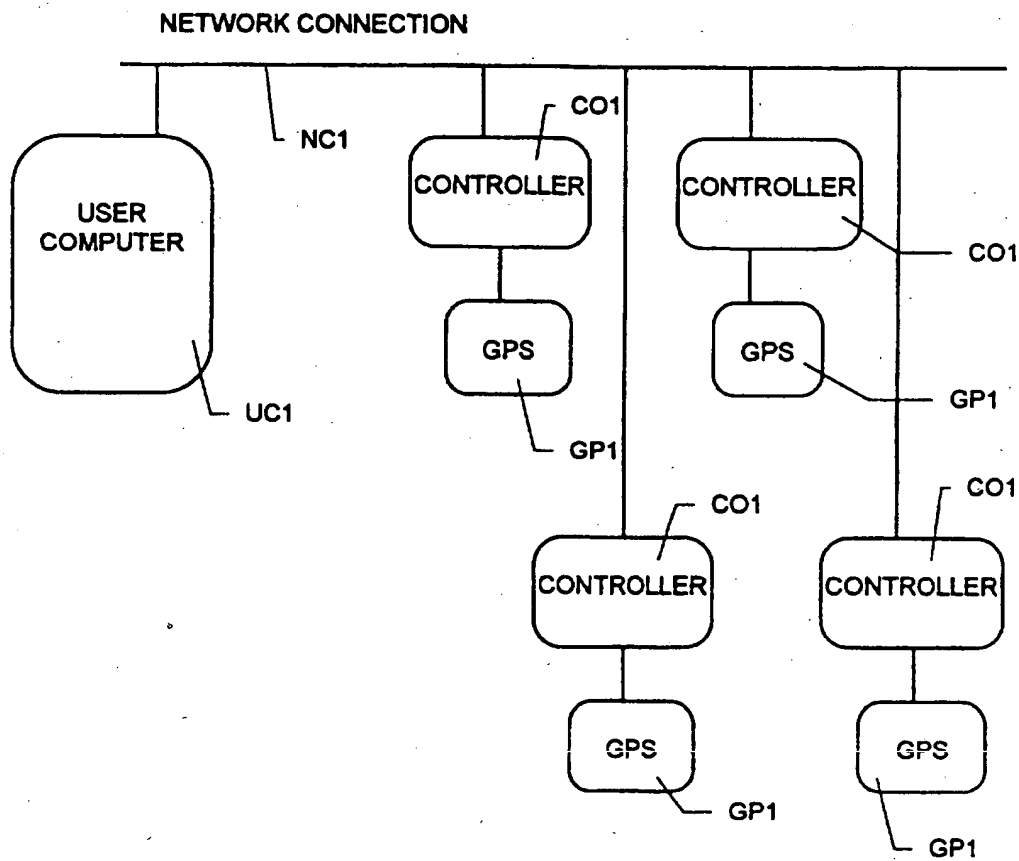 NETWORK CONNECTION
NC1
USER
COMPUTER
UC1
CO1
CONTROLLER
GPS
GP1
CONTROLLER
CO1
GPS
GP1
CO1
CONTROLLER
GPS
GP1
CO1
CONTROLLER
GPS
GP1